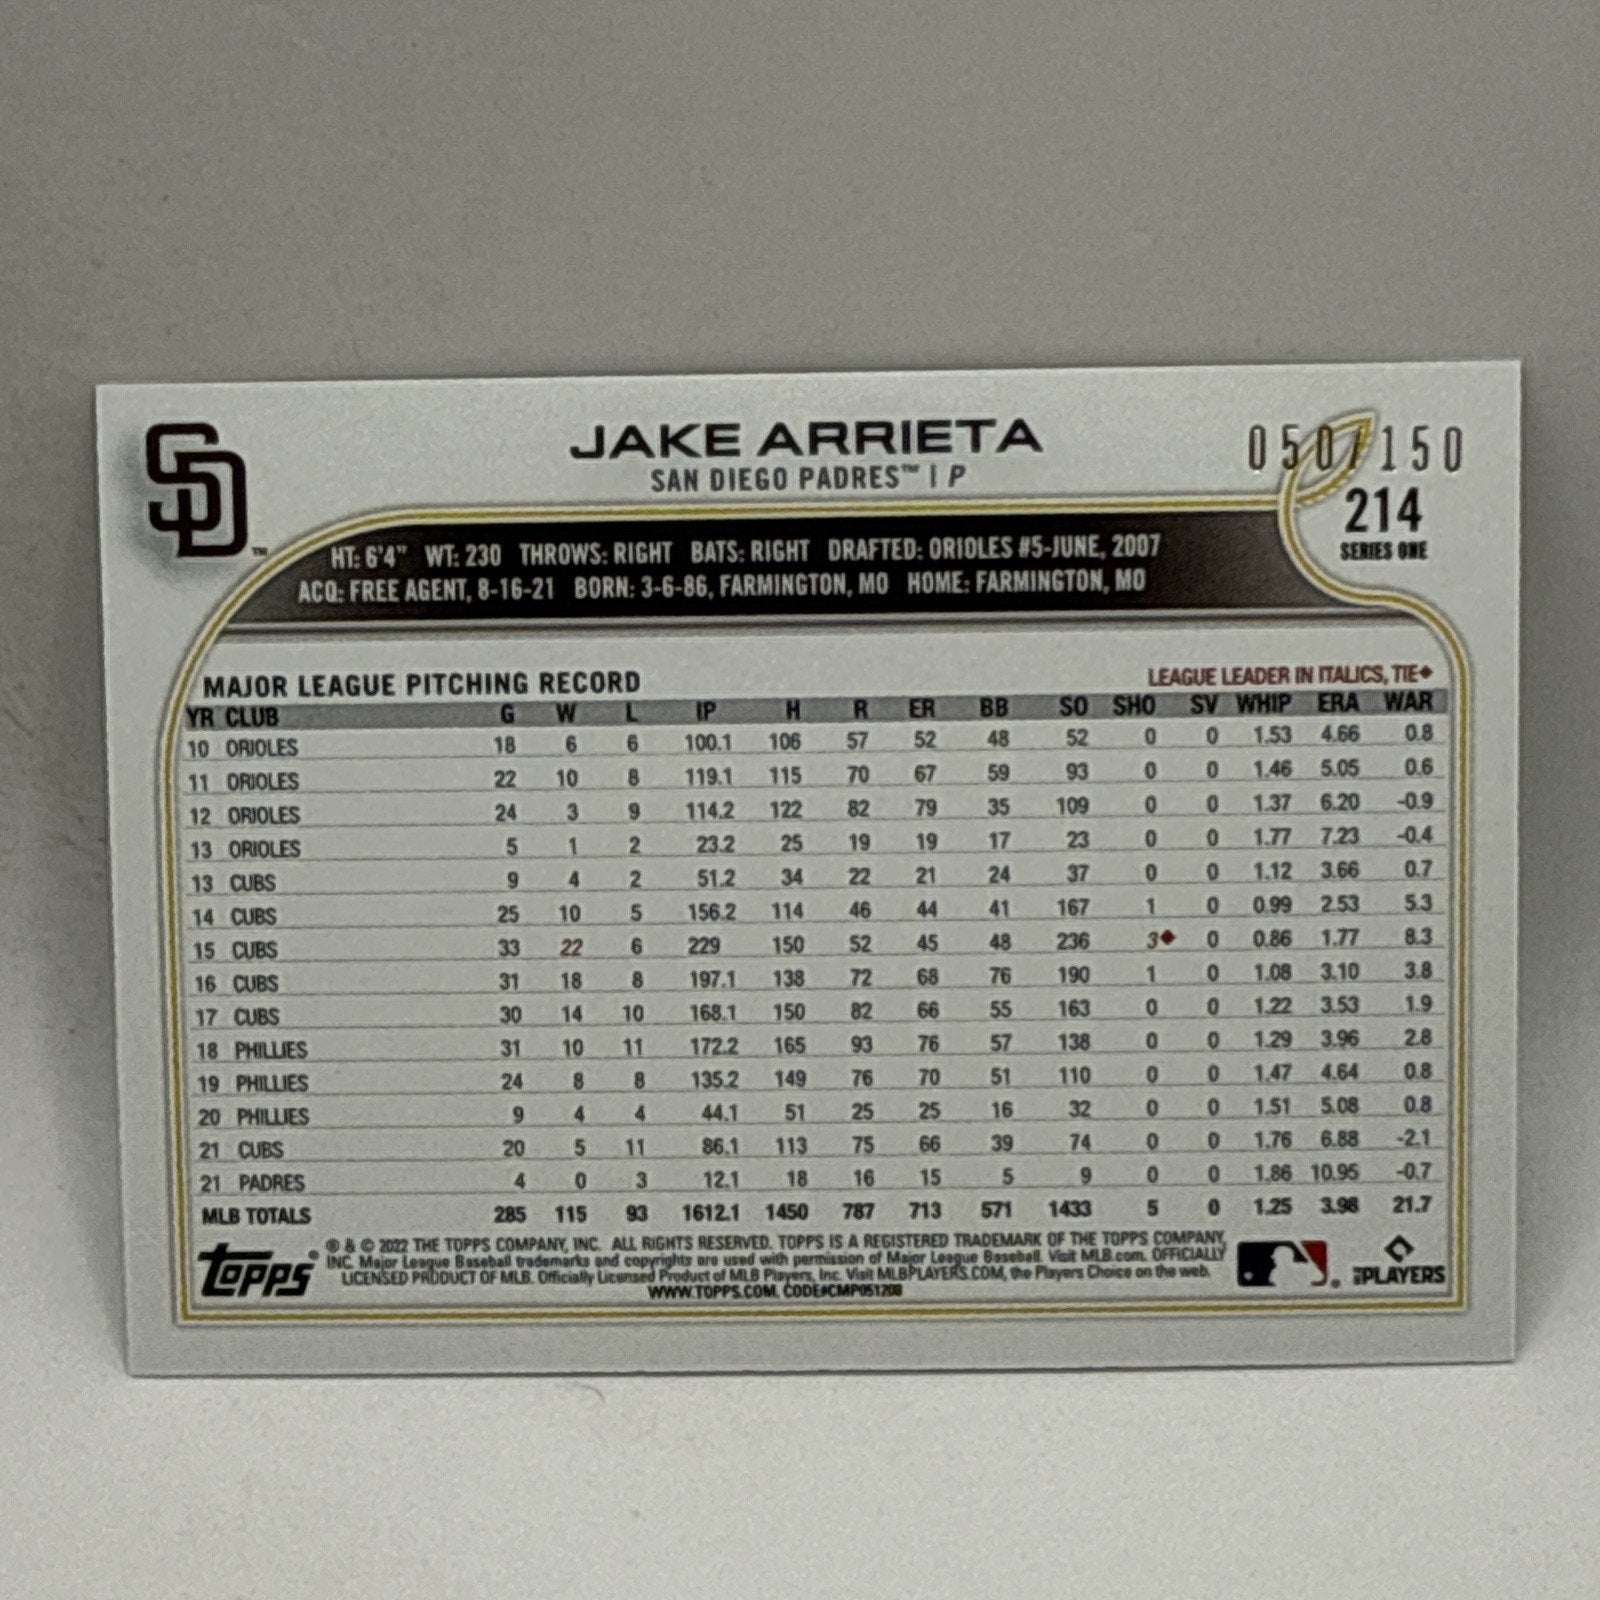 SD™
JAKE ARRIETA
SAN DIEGO PADRES™ | P
050/150
214
SERIES ONE
HT: 6'4" WT: 230 THROWS: RIGHT BATS: RIGHT DRAFTED: ORIOLES #5-JUNE, 2007
ACQ: FREE AGENT, 8-16-21 BORN: 3-6-86, FARMINGTON, MO HOME: FARMINGTON, MO
MAJOR LEAGUE PITCHING RECORD LEAGUE LEADER IN ITALICS, TIE♦
YR CLUB G W L IP H R ER BB SO SHO SV WHIP ERA WAR
10 ORIOLES 18 6 6 100.1 106 57 52 48 52 0 0 1.53 4.66 0.8
11 ORIOLES 22 10 8 119.1 115 70 67 59 93 0 0 1.46 5.05 0.6
12 ORIOLES 24 3 9 114.2 122 82 79 35 109 0 0 1.37 6.20 -0.9
13 ORIOLES 5 1 2 23.2 25 19 19 17 23 0 0 1.77 7.23 -0.4
13 CUBS 9 4 2 51.2 34 22 21 24 37 0 0 1.12 3.66 0.7
14 CUBS 25 10 5 156.2 114 46 44 41 167 1 0 0.99 2.53 5.3
15 CUBS 33 22 6 229 150 52 45 48 236 3♦ 0 0.86 1.77 8.3
16 CUBS 31 18 8 197.1 138 72 68 76 190 1 0 1.08 3.10 3.8
17 CUBS 30 14 10 168.1 150 82 66 55 163 0 0 1.22 3.53 1.9
18 PHILLIES 31 10 11 172.2 165 93 76 57 138 0 0 1.29 3.96 2.8
19 PHILLIES 24 8 8 135.2 149 76 70 51 110 0 0 1.47 4.64 0.8
20 PHILLIES 9 4 4 44.1 51 25 25 16 32 0 0 1.51 5.08 0.8
21 CUBS 20 5 11 86.1 113 75 66 39 74 0 0 1.76 6.88 -2.1
21 PADRES 4 0 3 12.1 18 16 15 5 9 0 0 1.86 10.95 -0.7
MLB TOTALS 285 115 93 1612.1 1450 787 713 571 1433 5 0 1.25 3.98 21.7
Topps®
® & © 2022 THE TOPPS COMPANY, INC. ALL RIGHTS RESERVED. TOPPS IS A REGISTERED TRADEMARK OF THE TOPPS COMPANY,
INC. Major League Baseball trademarks and copyrights are used with permission of Major League Baseball. Visit MLB.com. OFFICIALLY
LICENSED PRODUCT OF MLB. Officially Licensed Product of MLB Players, Inc. Visit MLBPLAYERS.COM, the Players Choice on the web.
WWW.TOPPS.COM. CODE#CMP051208
PLAYERS